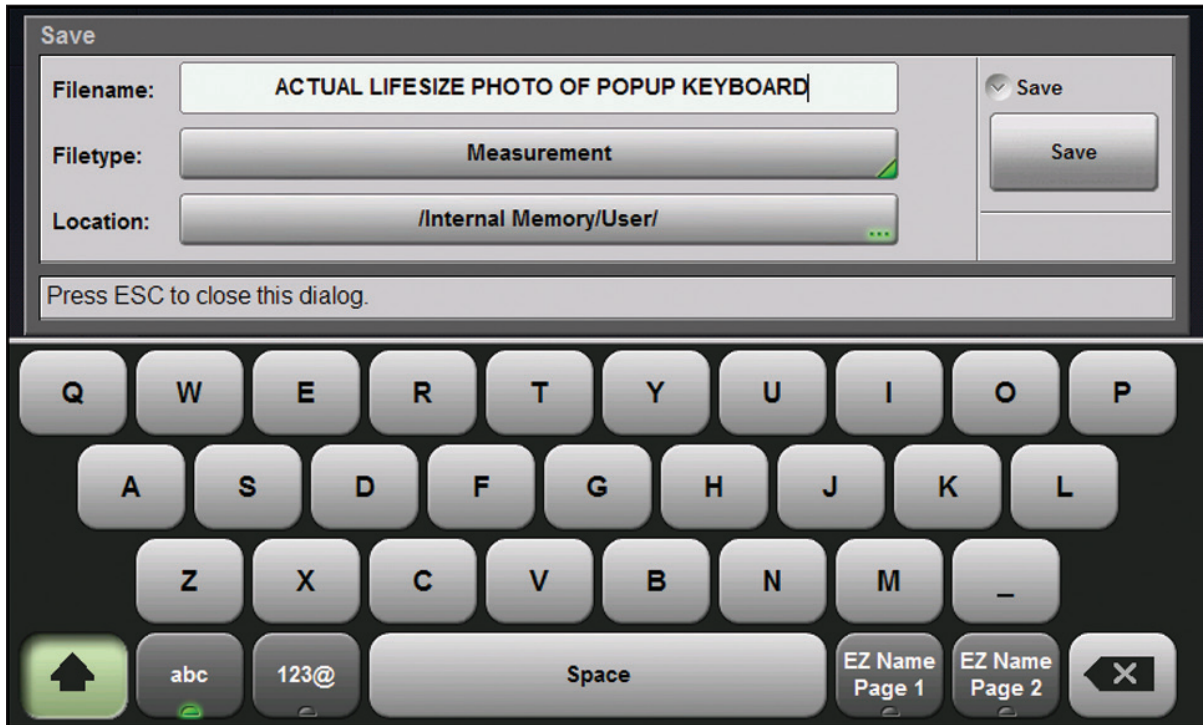 Save
Filename: ACTUAL LIFESIZE PHOTO OF POPUP KEYBOARD
Save
Filetype: Measurement
Save
Location: /Internal Memory/User/
...
Press ESC to close this dialog.
Q W E R T Y U I O P
A S D F G H J K L
Z X C V B N M _
abc 123@ Space EZ Name Page 1 EZ Name Page 2